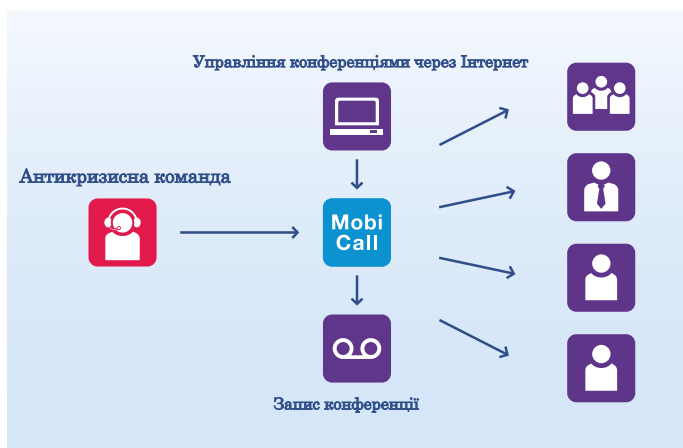 Управління конференціями через Інтернет
Антикризисна команда
Mobi
Call
Запис конференції